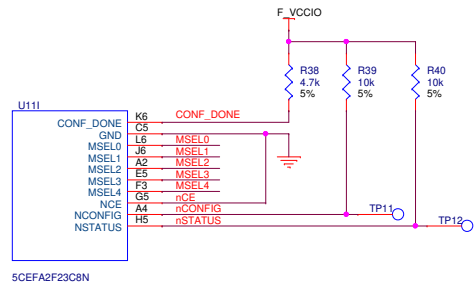 F_VCCIO
R38
4.7k
5%
R39
10k
5%
R40
10k
5%
U11I
CONF_DONE K6 CONF_DONE
GND C5
MSEL0 L6 MSEL0
MSEL1 J6 MSEL1
MSEL2 A2 MSEL2
MSEL3 E5 MSEL3
MSEL4 F3 MSEL4
NCE G5 nCE
NCONFIG A4 nCONFIG
NSTATUS H5 nSTATUS
TP11
TP12
5CEFA2F23C8N